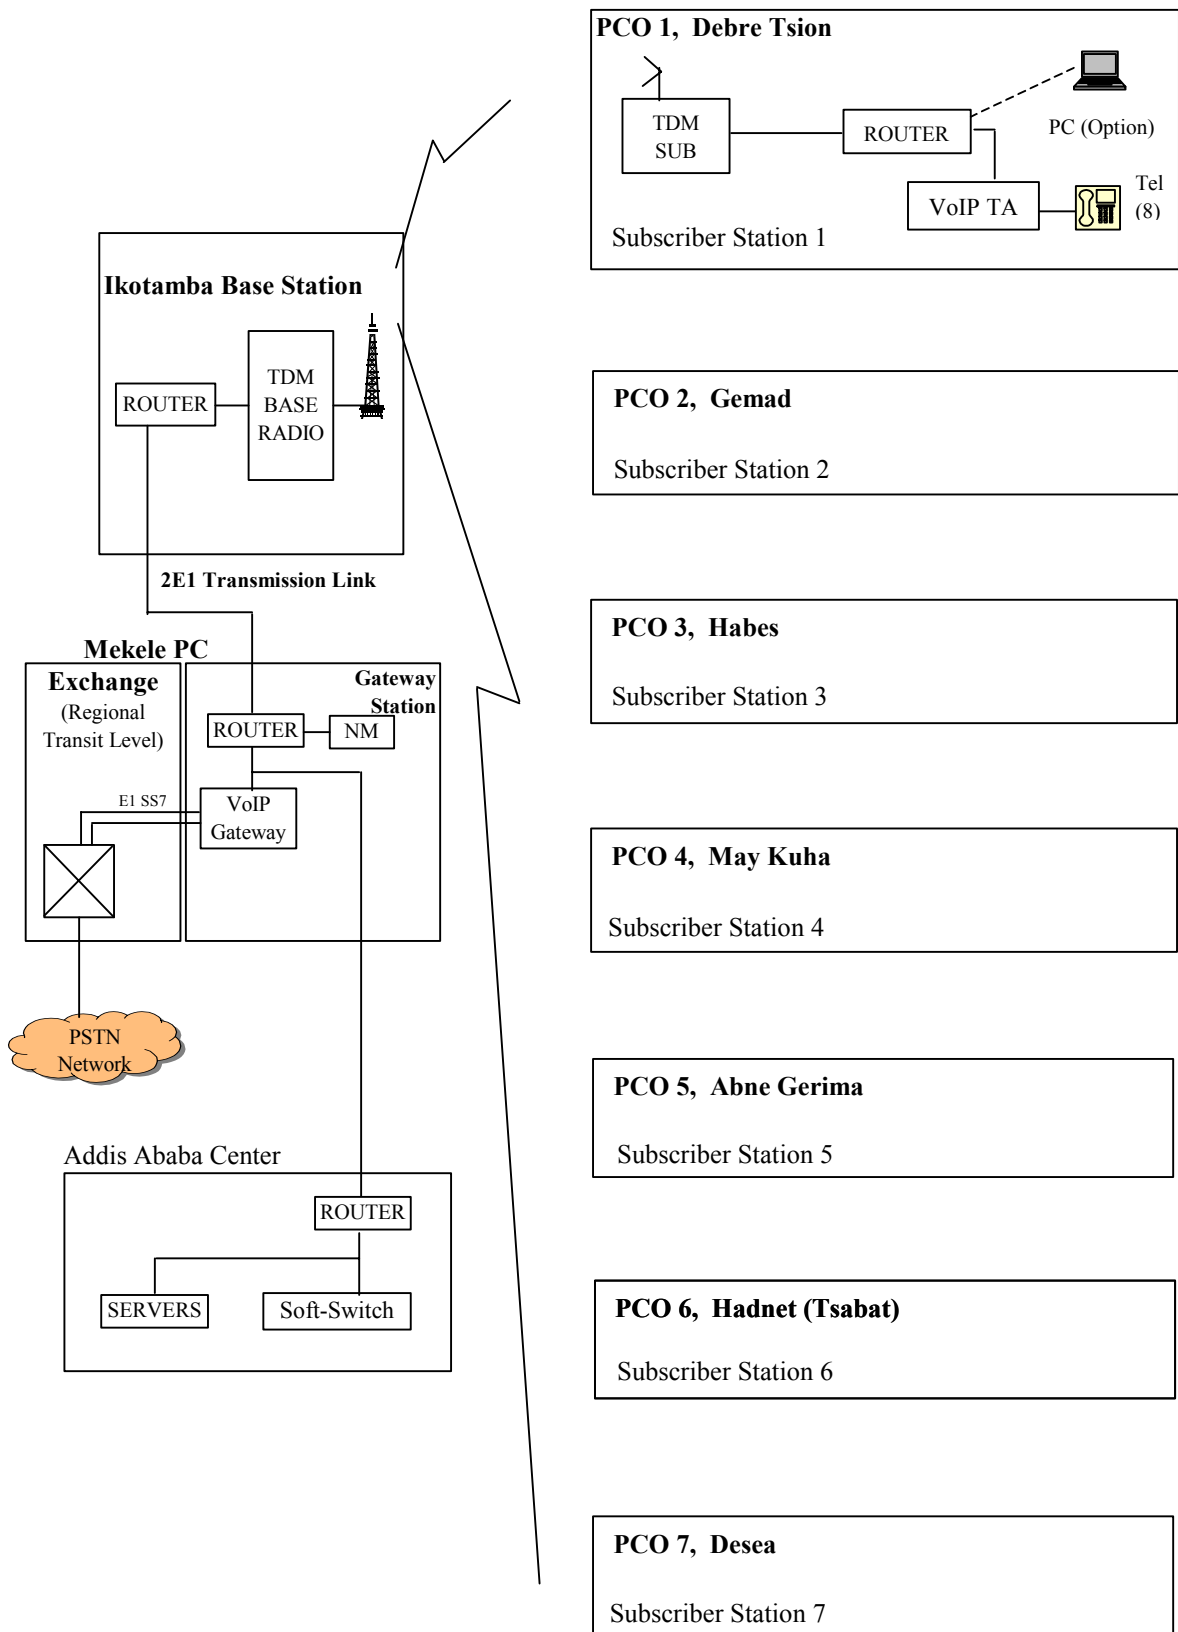 PCO 1, Debre Tsion
TDM
SUB
ROUTER
PC (Option)
VoIP TA
Tel
(8)
Subscriber Station 1
Ikotamba Base Station
ROUTER
TDM
BASE
RADIO
2E1 Transmission Link
Mekele PC
Exchange
(Regional
Transit Level)
Gateway
Station
ROUTER
NM
E1 SS7
VoIP
Gateway
PSTN
Network
Addis Ababa Center
ROUTER
SERVERS
Soft-Switch
PCO 2, Gemad
Subscriber Station 2
PCO 3, Habes
Subscriber Station 3
PCO 4, May Kuha
Subscriber Station 4
PCO 5, Abne Gerima
Subscriber Station 5
PCO 6, Hadnet (Tsabat)
Subscriber Station 6
PCO 7, Desea
Subscriber Station 7